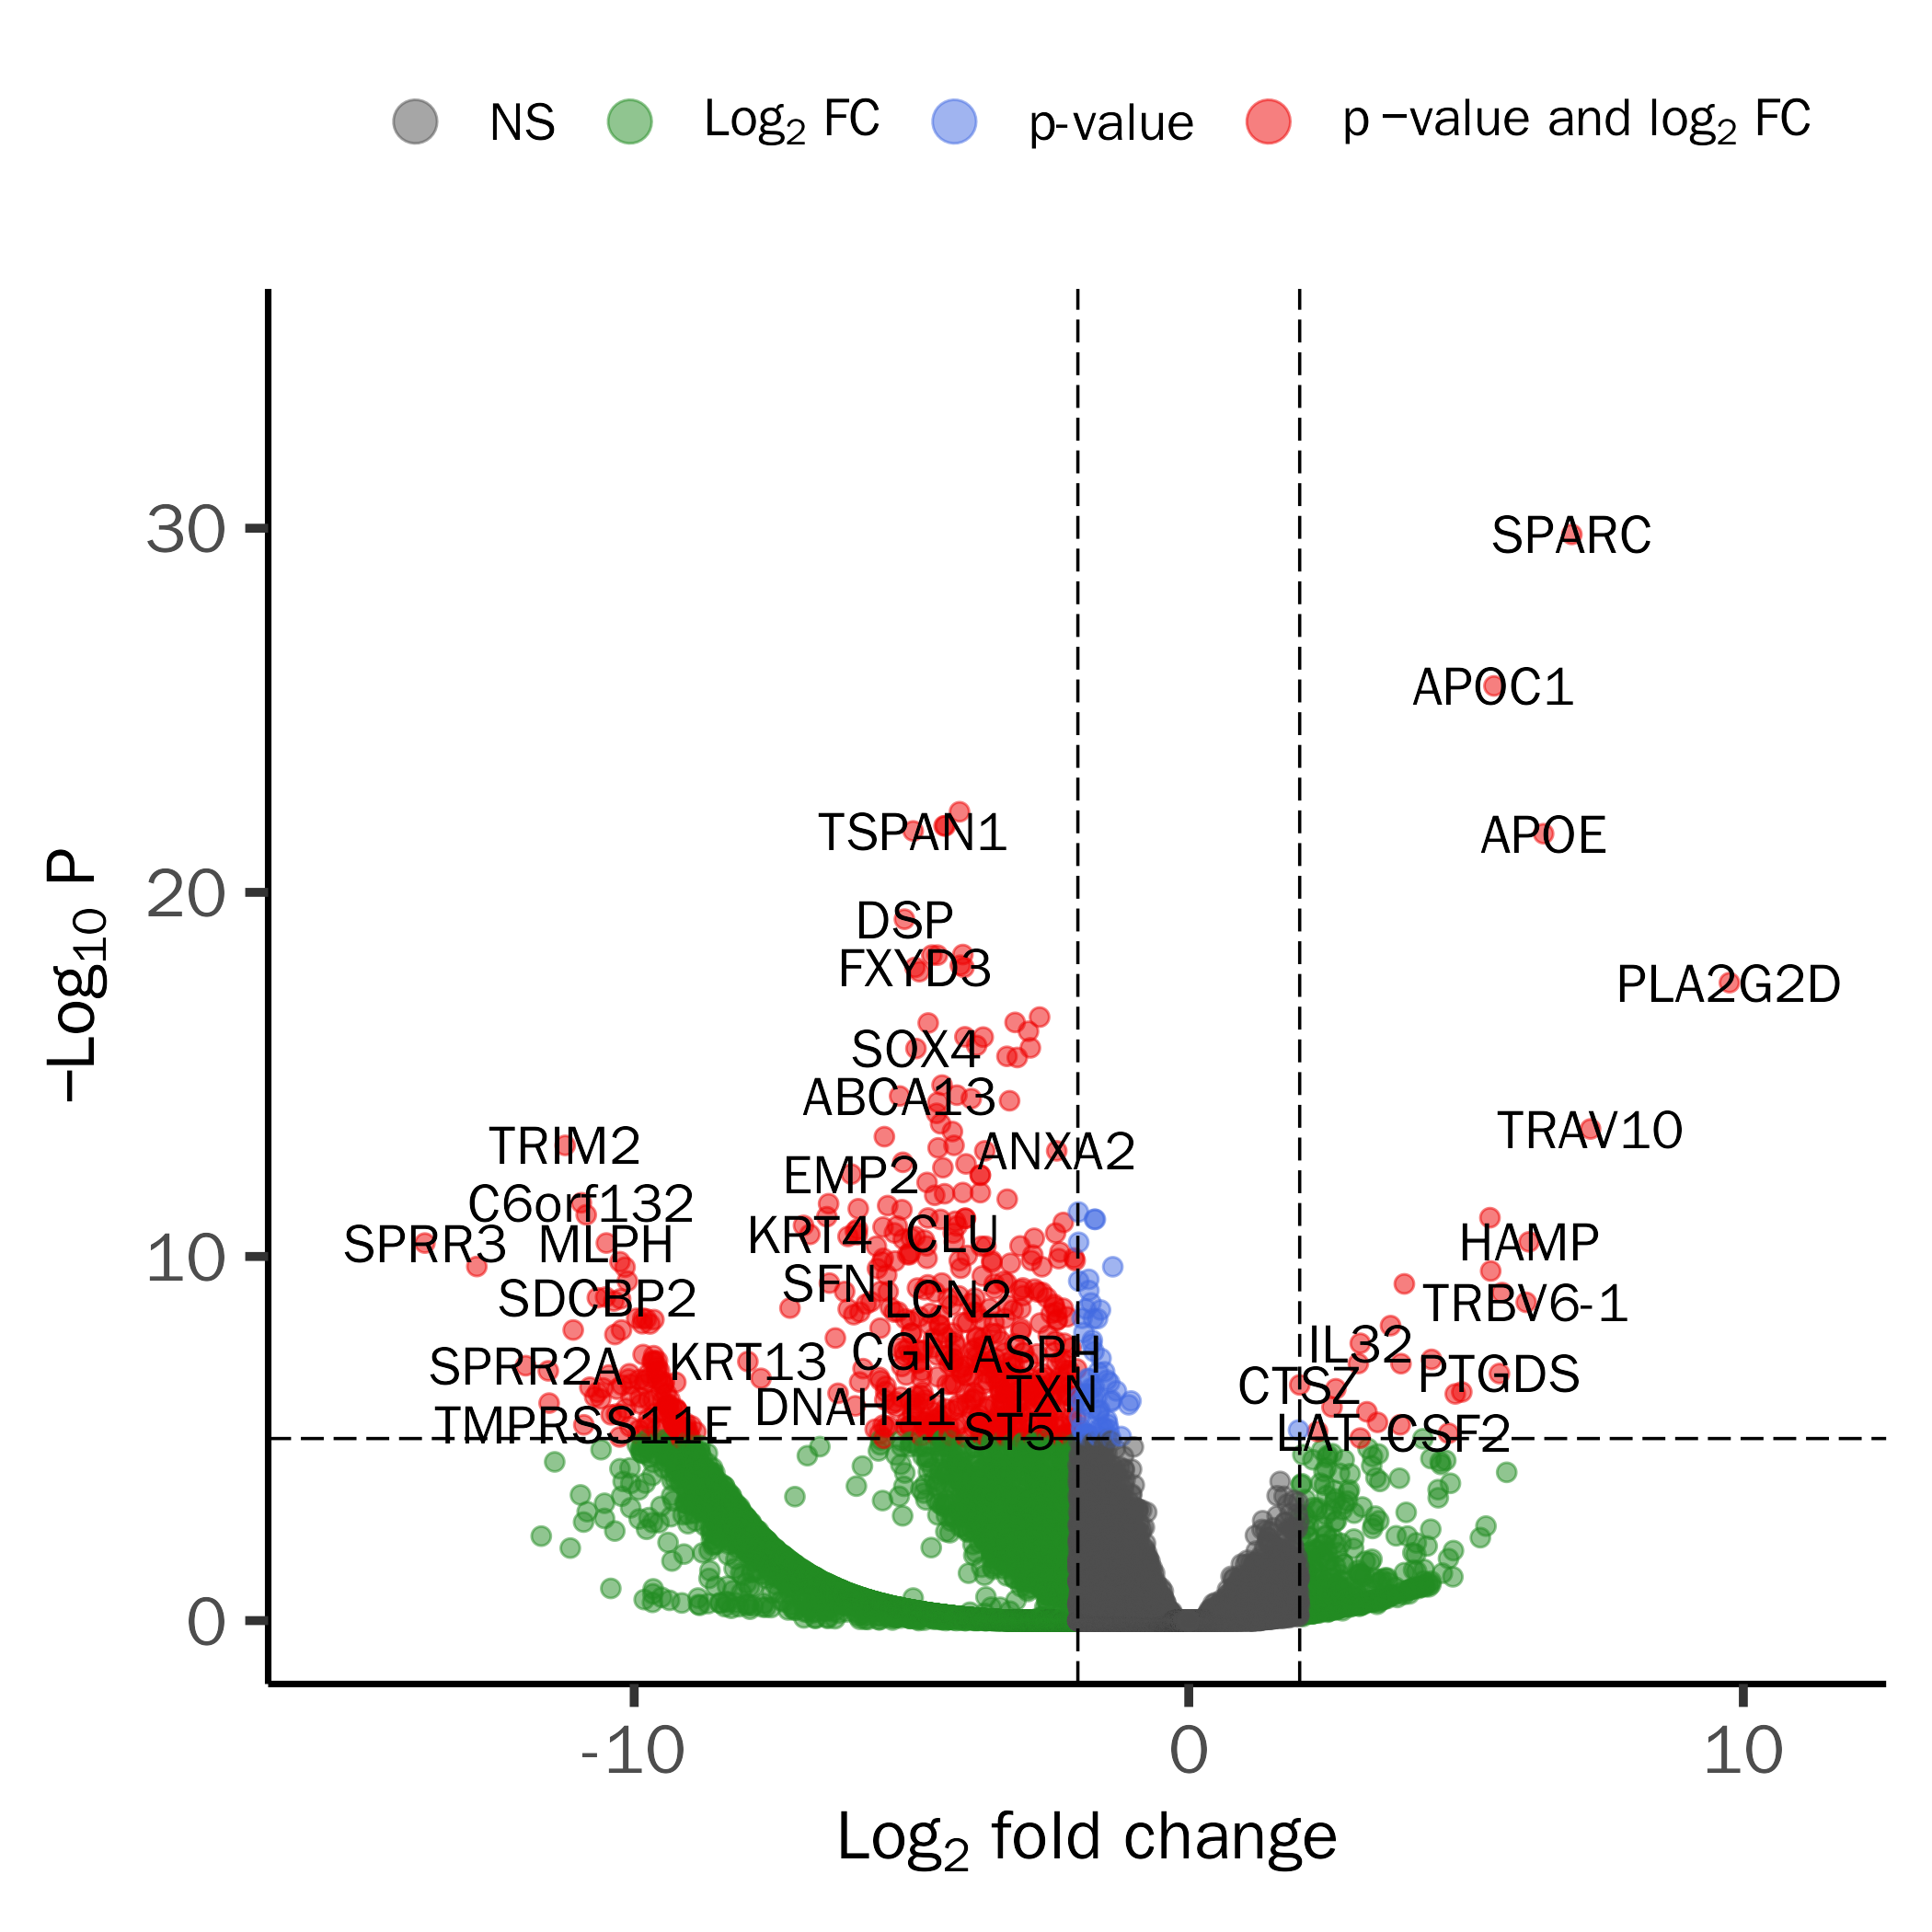 NS Log2 FC p-value p −value and log2 FC
−Log10 P
30
20
10
0
SPARC
APOC1
TSPAN1
APOE
DSP
FXYD3
PLA2G2D
SOX4
ABCA13
TRAV10
TRIM2
ANXA2
EMP2
C6orf132
KRT4
CLU
SPRR3
MLPH
HAMP
SFN
SDCBP2
LCN2
TRBV6-1
IL32
CGN
ASPH
KRT13
SPRR2A
PTGDS
CTSZ
TXN
DNAH11
TMPRSS11E
ST5
LAT
CSF2
-10
0
10
Log2 fold change